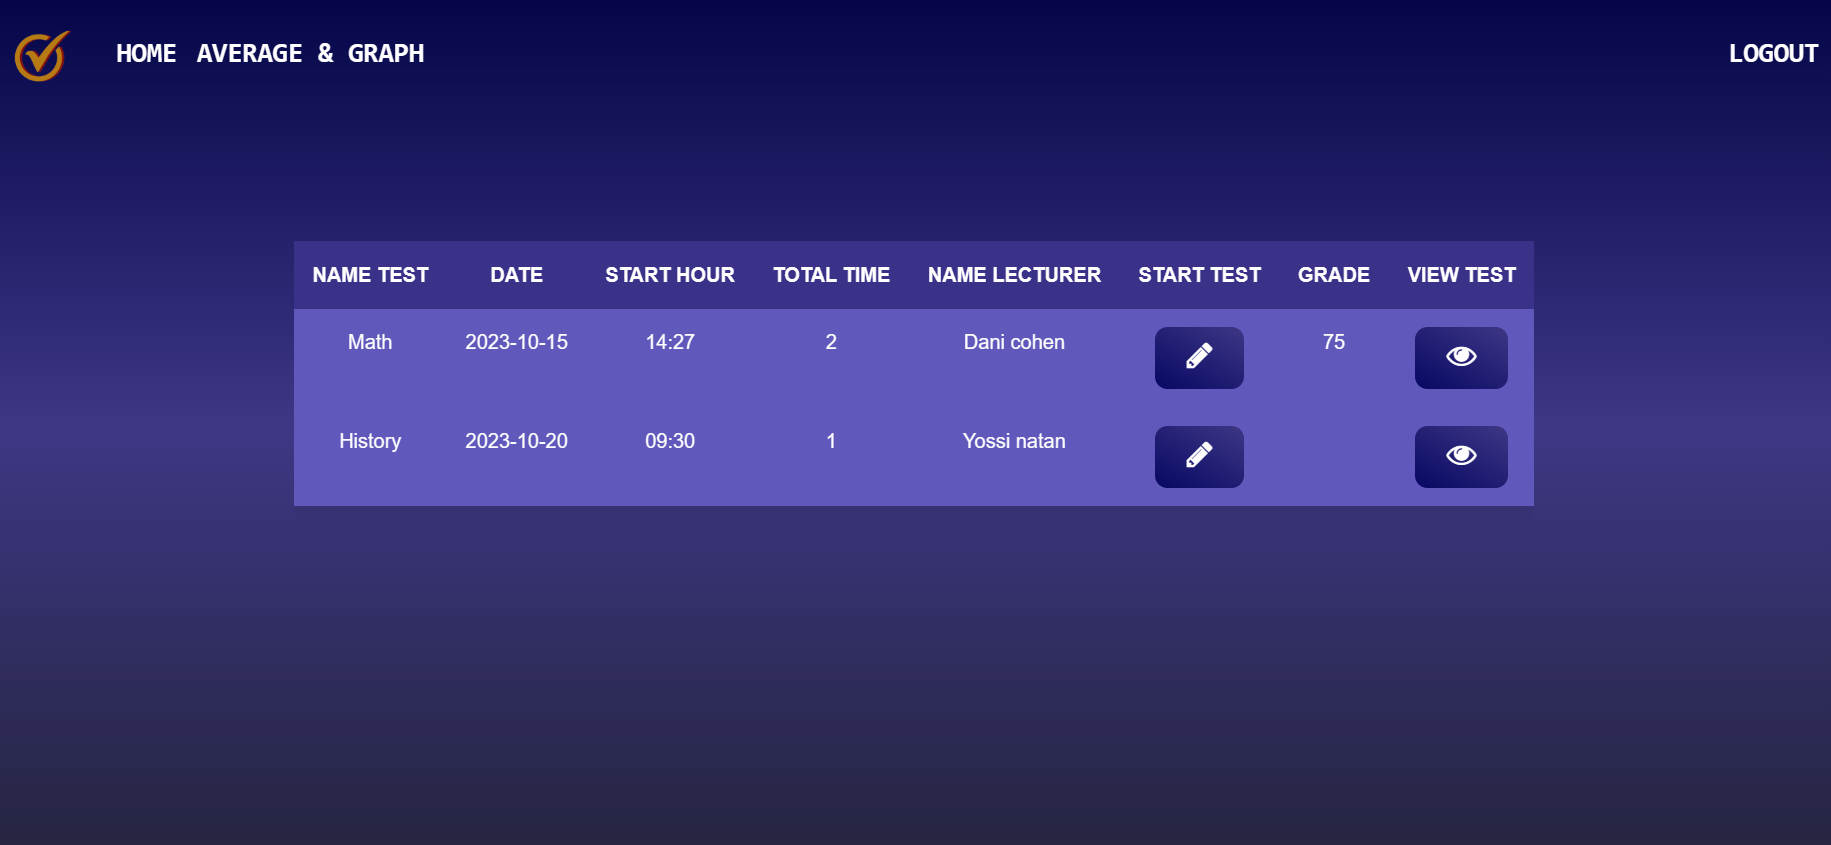 HOME AVERAGE & GRAPH LOGOUT
NAME TEST DATE START HOUR TOTAL TIME NAME LECTURER START TEST GRADE VIEW TEST
Math 2023-10-15 14:27 2 Dani cohen 75
History 2023-10-20 09:30 1 Yossi natan